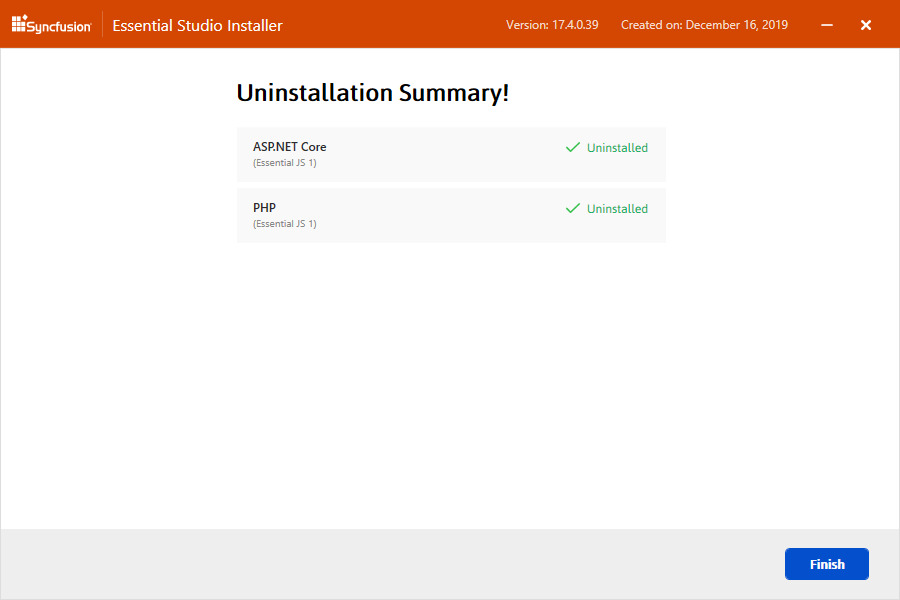 Syncfusion Essential Studio Installer Version: 17.4.0.39 Created on: December 16, 2019
Uninstallation Summary!
ASP.NET Core Uninstalled
(Essential JS 1)
PHP Uninstalled
(Essential JS 1)
Finish